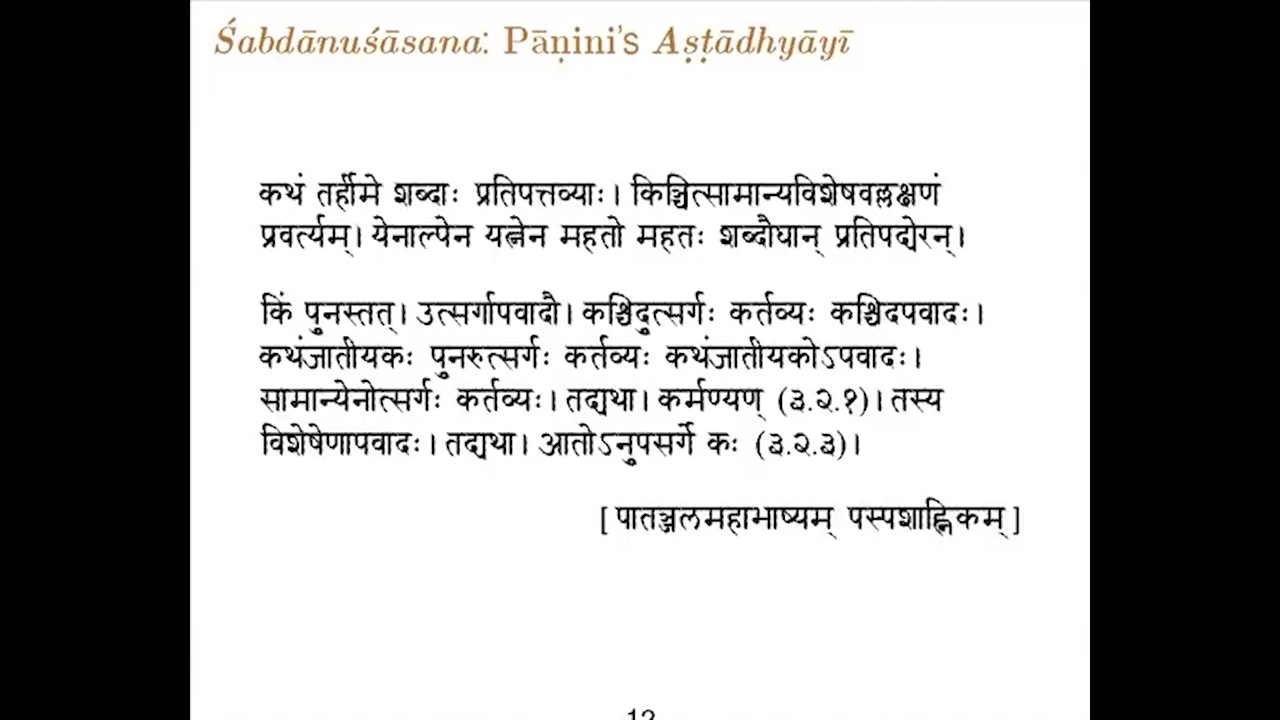 Śabdānuśāsana: Pāṇini's Aṣṭādhyāyī
कथं तर्हीमे शब्दाः प्रतिपत्तव्याः। किञ्चित्सामान्यविशेषवल्लक्षणं
प्रवर्त्यम्। येनाल्पेन यत्नेन महतो महतः शब्दौघान् प्रतिपद्येरन्।
किं पुनस्तत्। उत्सर्गापवादौ। कश्चिदुत्सर्गः कर्तव्यः कश्चिदपवादः।
कथंजातीयकः पुनरुत्सर्गः कर्तव्यः कथंजातीयकोऽपवादः।
सामान्येनोत्सर्गः कर्तव्यः। तद्यथा। कर्मण्यण् (३.२.१)। तस्य
विशेषेणापवादः। तद्यथा। आतोऽनुपसर्गे कः (३.२.३)।
[ पातञ्जलमहाभाष्यम् पस्पशाह्निकम् ]
12